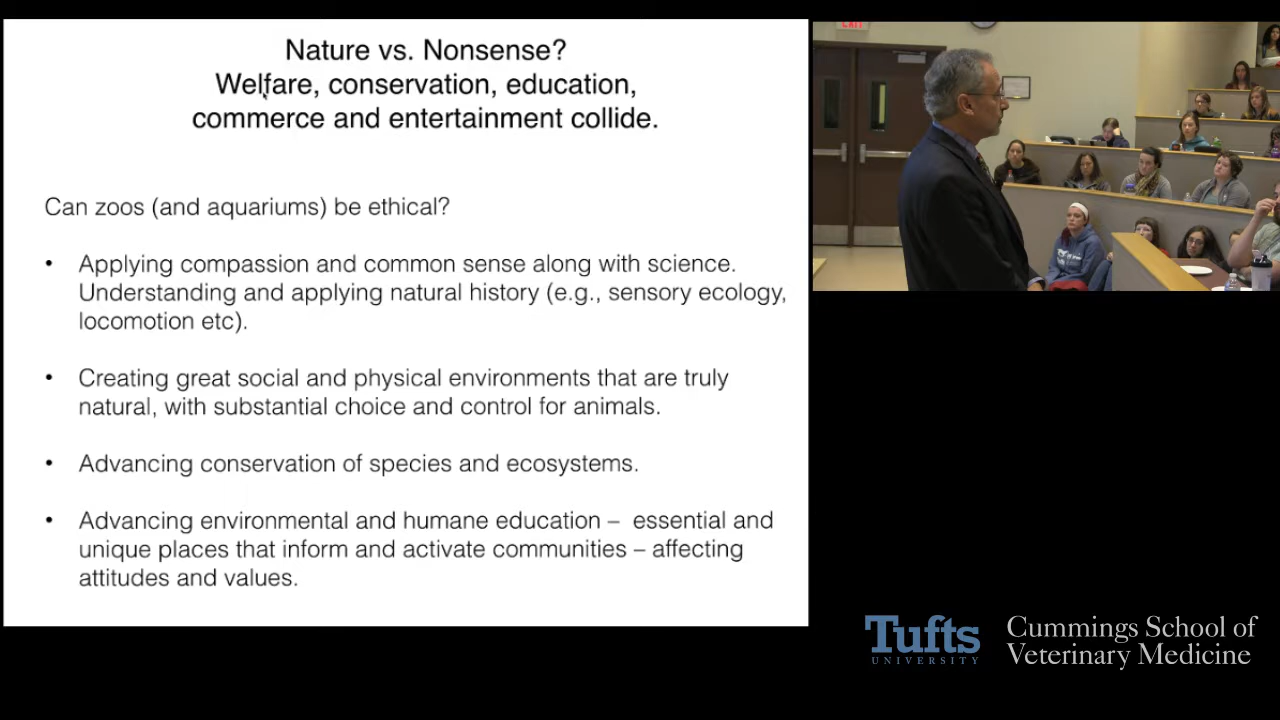 Nature vs. Nonsense?
Welfare, conservation, education,
commerce and entertainment collide.
Can zoos (and aquariums) be ethical?
• Applying compassion and common sense along with science.
Understanding and applying natural history (e.g., sensory ecology,
locomotion etc).
• Creating great social and physical environments that are truly
natural, with substantial choice and control for animals.
• Advancing conservation of species and ecosystems.
• Advancing environmental and humane education – essential and
unique places that inform and activate communities – affecting
attitudes and values.
EXIT
Tufts
UNIVERSITY
Cummings School of
Veterinary Medicine